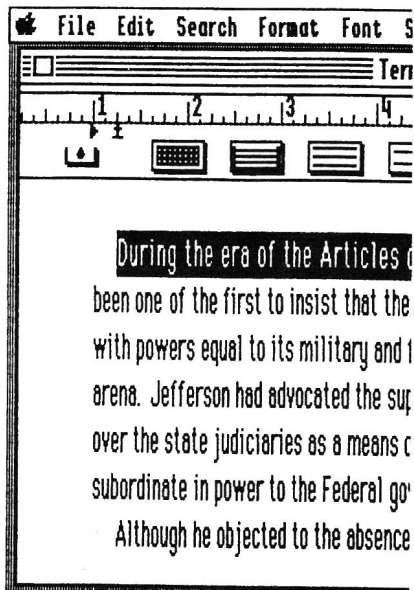 File Edit Search Format Font S
Term
1 2 3 4
During the era of the Articles o
been one of the first to insist that the
with powers equal to its military and f
arena. Jefferson had advocated the sup
over the state judiciaries as a means o
subordinate in power to the Federal gov
Although he objected to the absence